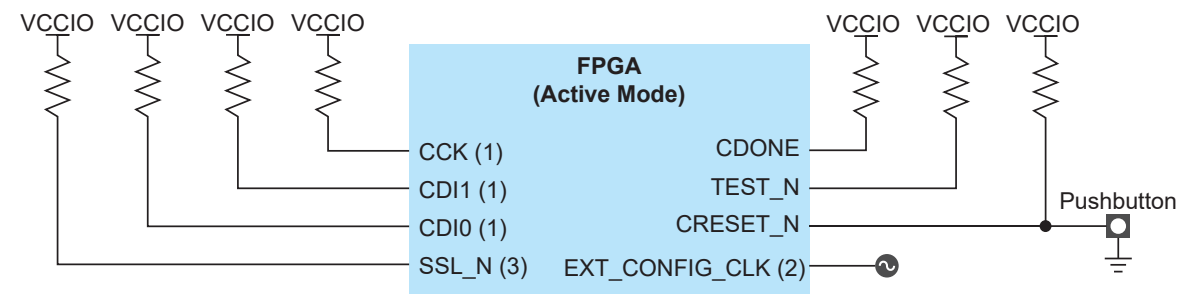 VCCIO VCCIO VCCIO VCCIO
VCCIO VCCIO VCCIO
FPGA
(Active Mode)
CCK (1)
CDI1 (1)
CDI0 (1)
SSL_N (3)
CDONE
TEST_N
CRESET_N
EXT_CONFIG_CLK (2)
Pushbutton